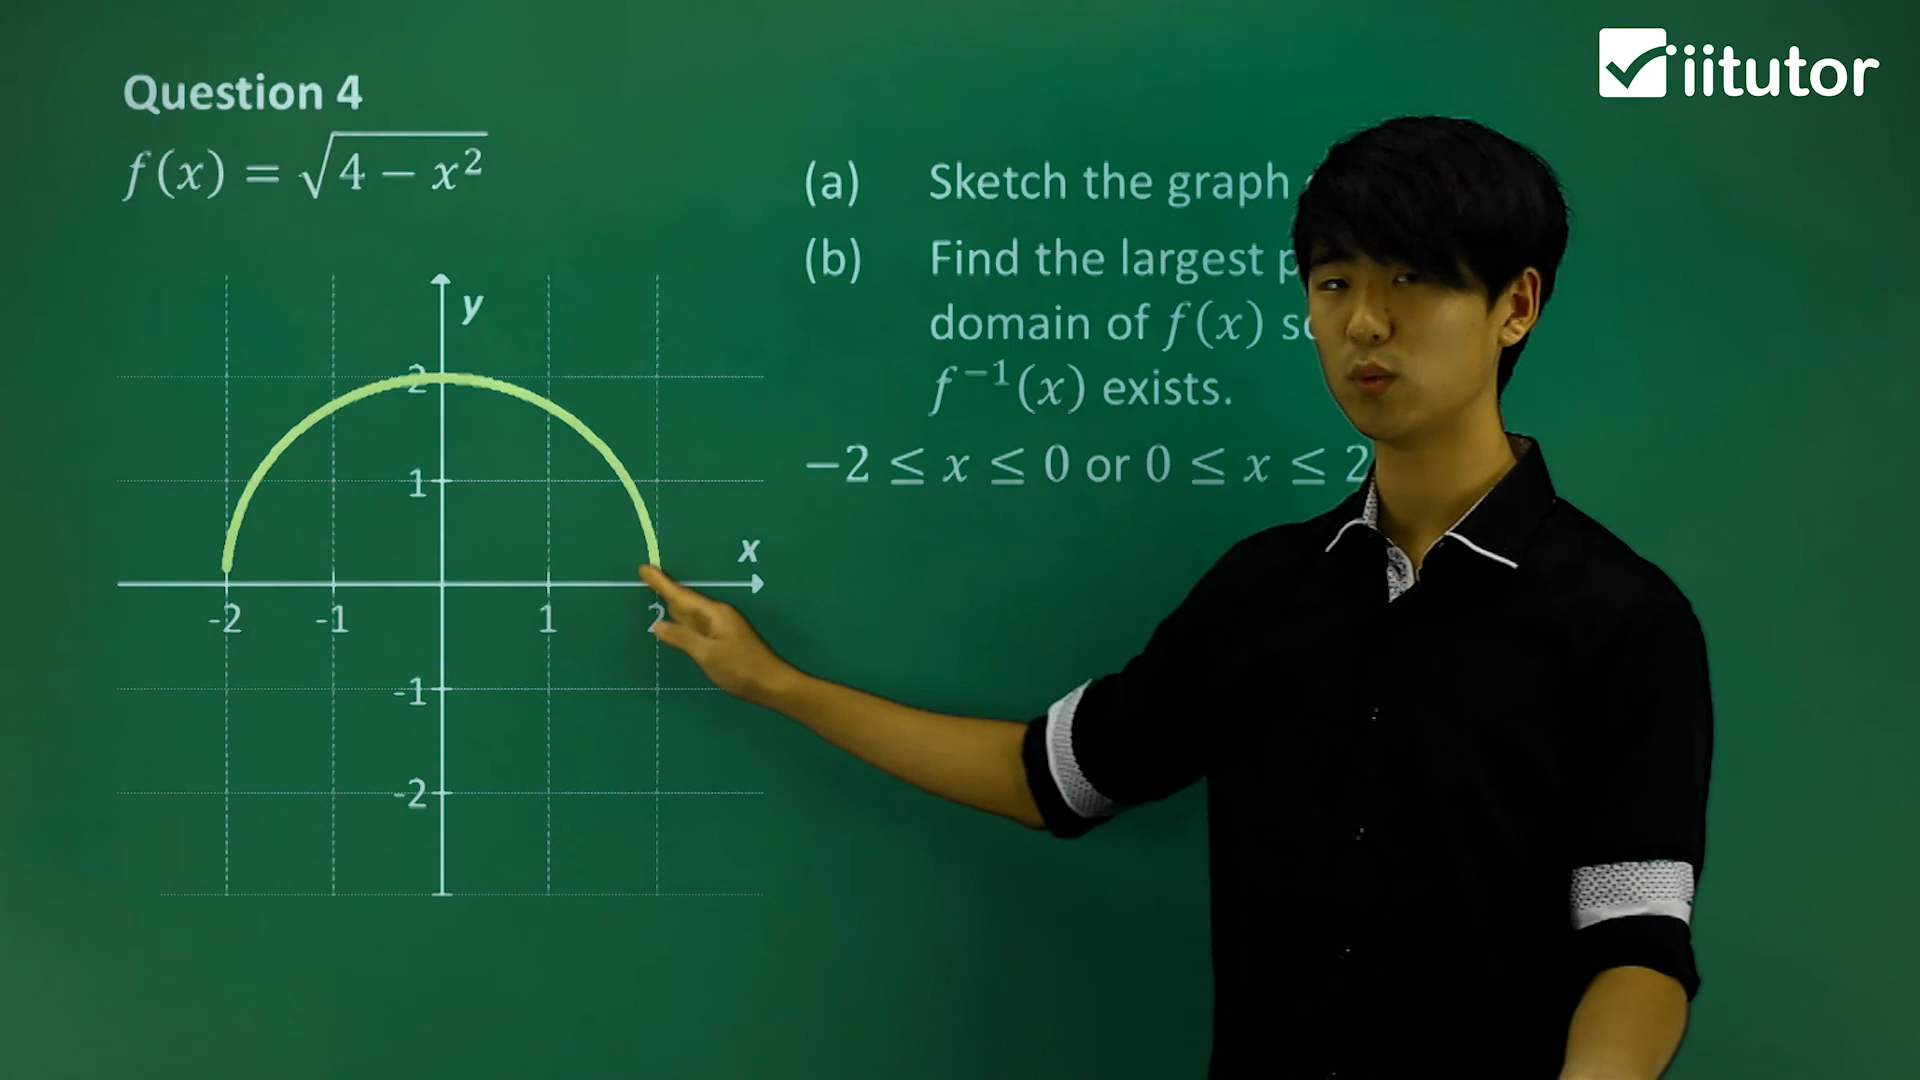 iitutor
Question 4
f(x) = √(4 − x²)
(a) Sketch the graph
(b) Find the largest
domain of f(x)
f⁻¹(x) exists.
−2 ≤ x ≤ 0 or 0 ≤ x ≤ 2
y
2
1
x
-2 -1 1 2
-1
-2